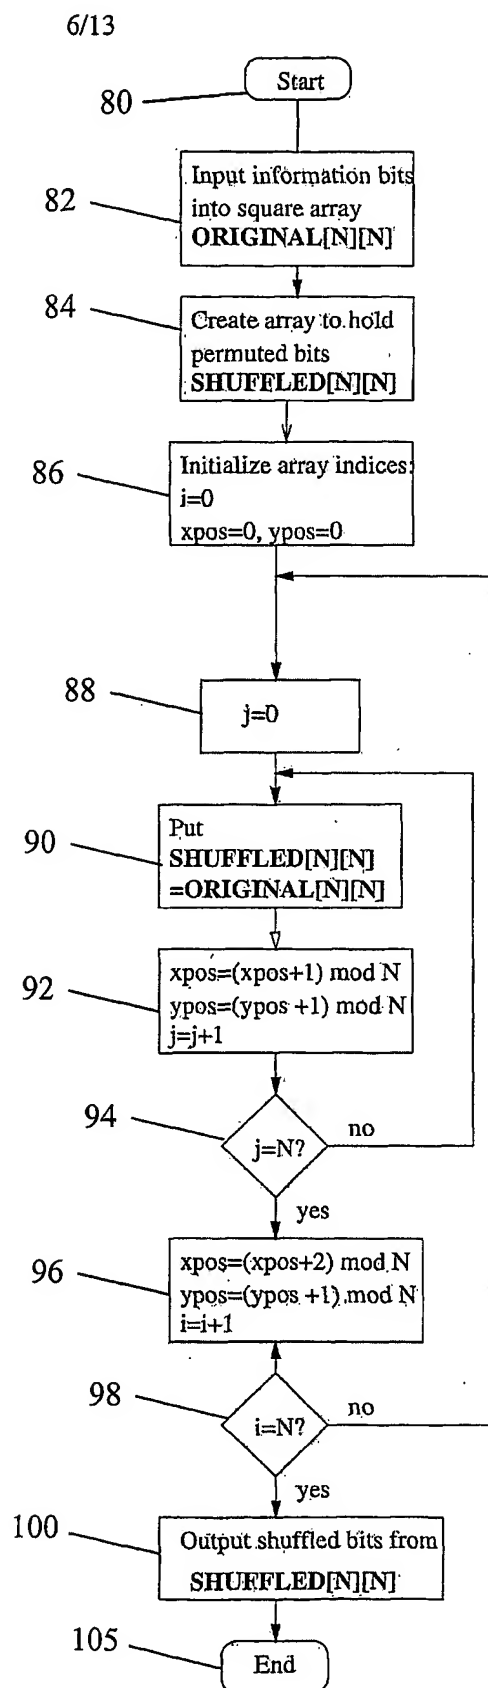 6/13
80
Start
82
Input information bits
into square array
ORIGINAL[N][N]
84
Create array to hold
permuted bits
SHUFFLED[N][N]
86
Initialize array indices:
i=0
xpos=0, ypos=0
88
j=0
90
Put
SHUFFLED[N][N]
=ORIGINAL[N][N]
92
xpos=(xpos+1) mod N
ypos=(ypos +1) mod N
j=j+1
94
j=N?
no
yes
96
xpos=(xpos+2) mod N
ypos=(ypos +1) mod N
i=i+1
98
i=N?
no
yes
100
Output shuffled bits from
SHUFFLED[N][N]
105
End